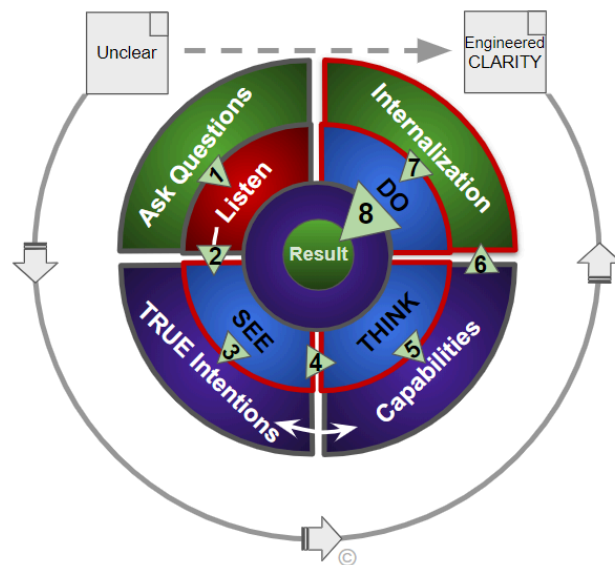 Unclear
Engineered
CLARITY
Ask Questions
Internalization
1
Listen
7
DO
8
2
Result
6
SEE
THINK
3
4
5
TRUE Intentions
Capabilities
©